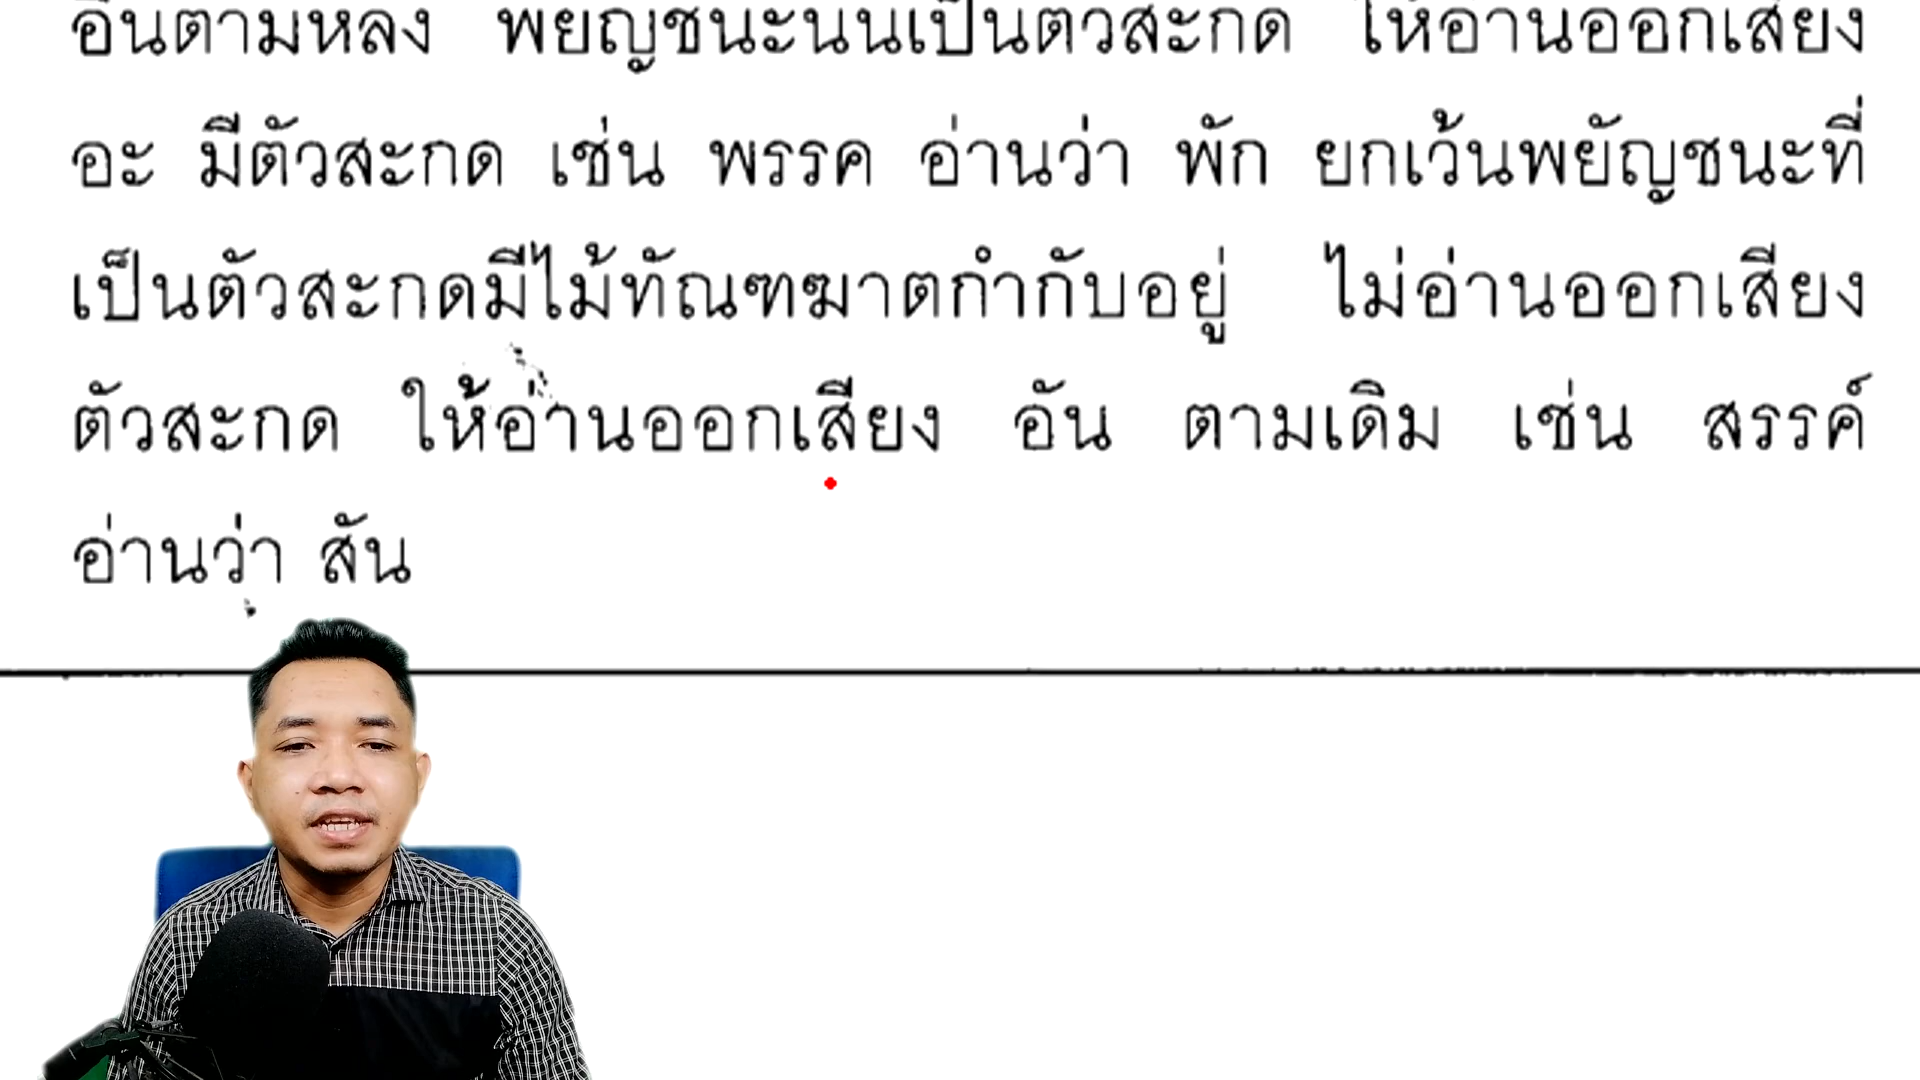 อื่นตามหลัง พยัญชนะนั้นเป็นตัวสะกด ให้อ่านออกเสียง
อะ มีตัวสะกด เช่น พรรค อ่านว่า พัก ยกเว้นพยัญชนะที่
เป็นตัวสะกดมีไม้ทัณฑฆาตกำกับอยู่ ไม่อ่านออกเสียง
ตัวสะกด ให้อ่านออกเสียง อัน ตามเดิม เช่น สรรค์
อ่านว่า สัน